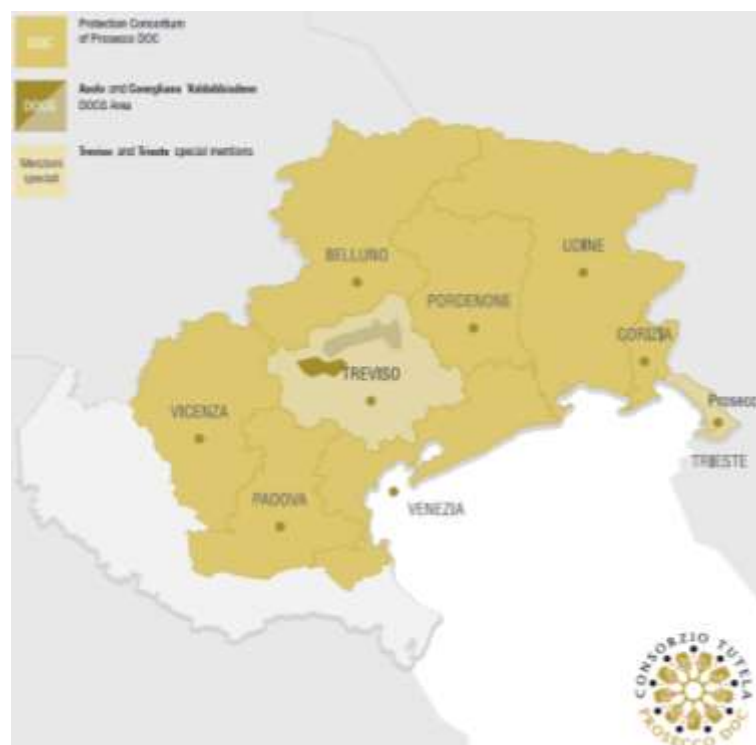 DOC
Protection Consortium
of Prosecco DOC
DOCG
Asolo and Conegliano Valdobbiadene
DOCG Area
Menzioni
speciali
Treviso and Trieste special mentions
BELLUNO
UDINE
PORDENONE
GORIZIA
TREVISO
VICENZA
Prosecco
TRIESTE
PADOVA
VENEZIA
CONSORZIO TUTELA
PROSECCO DOC